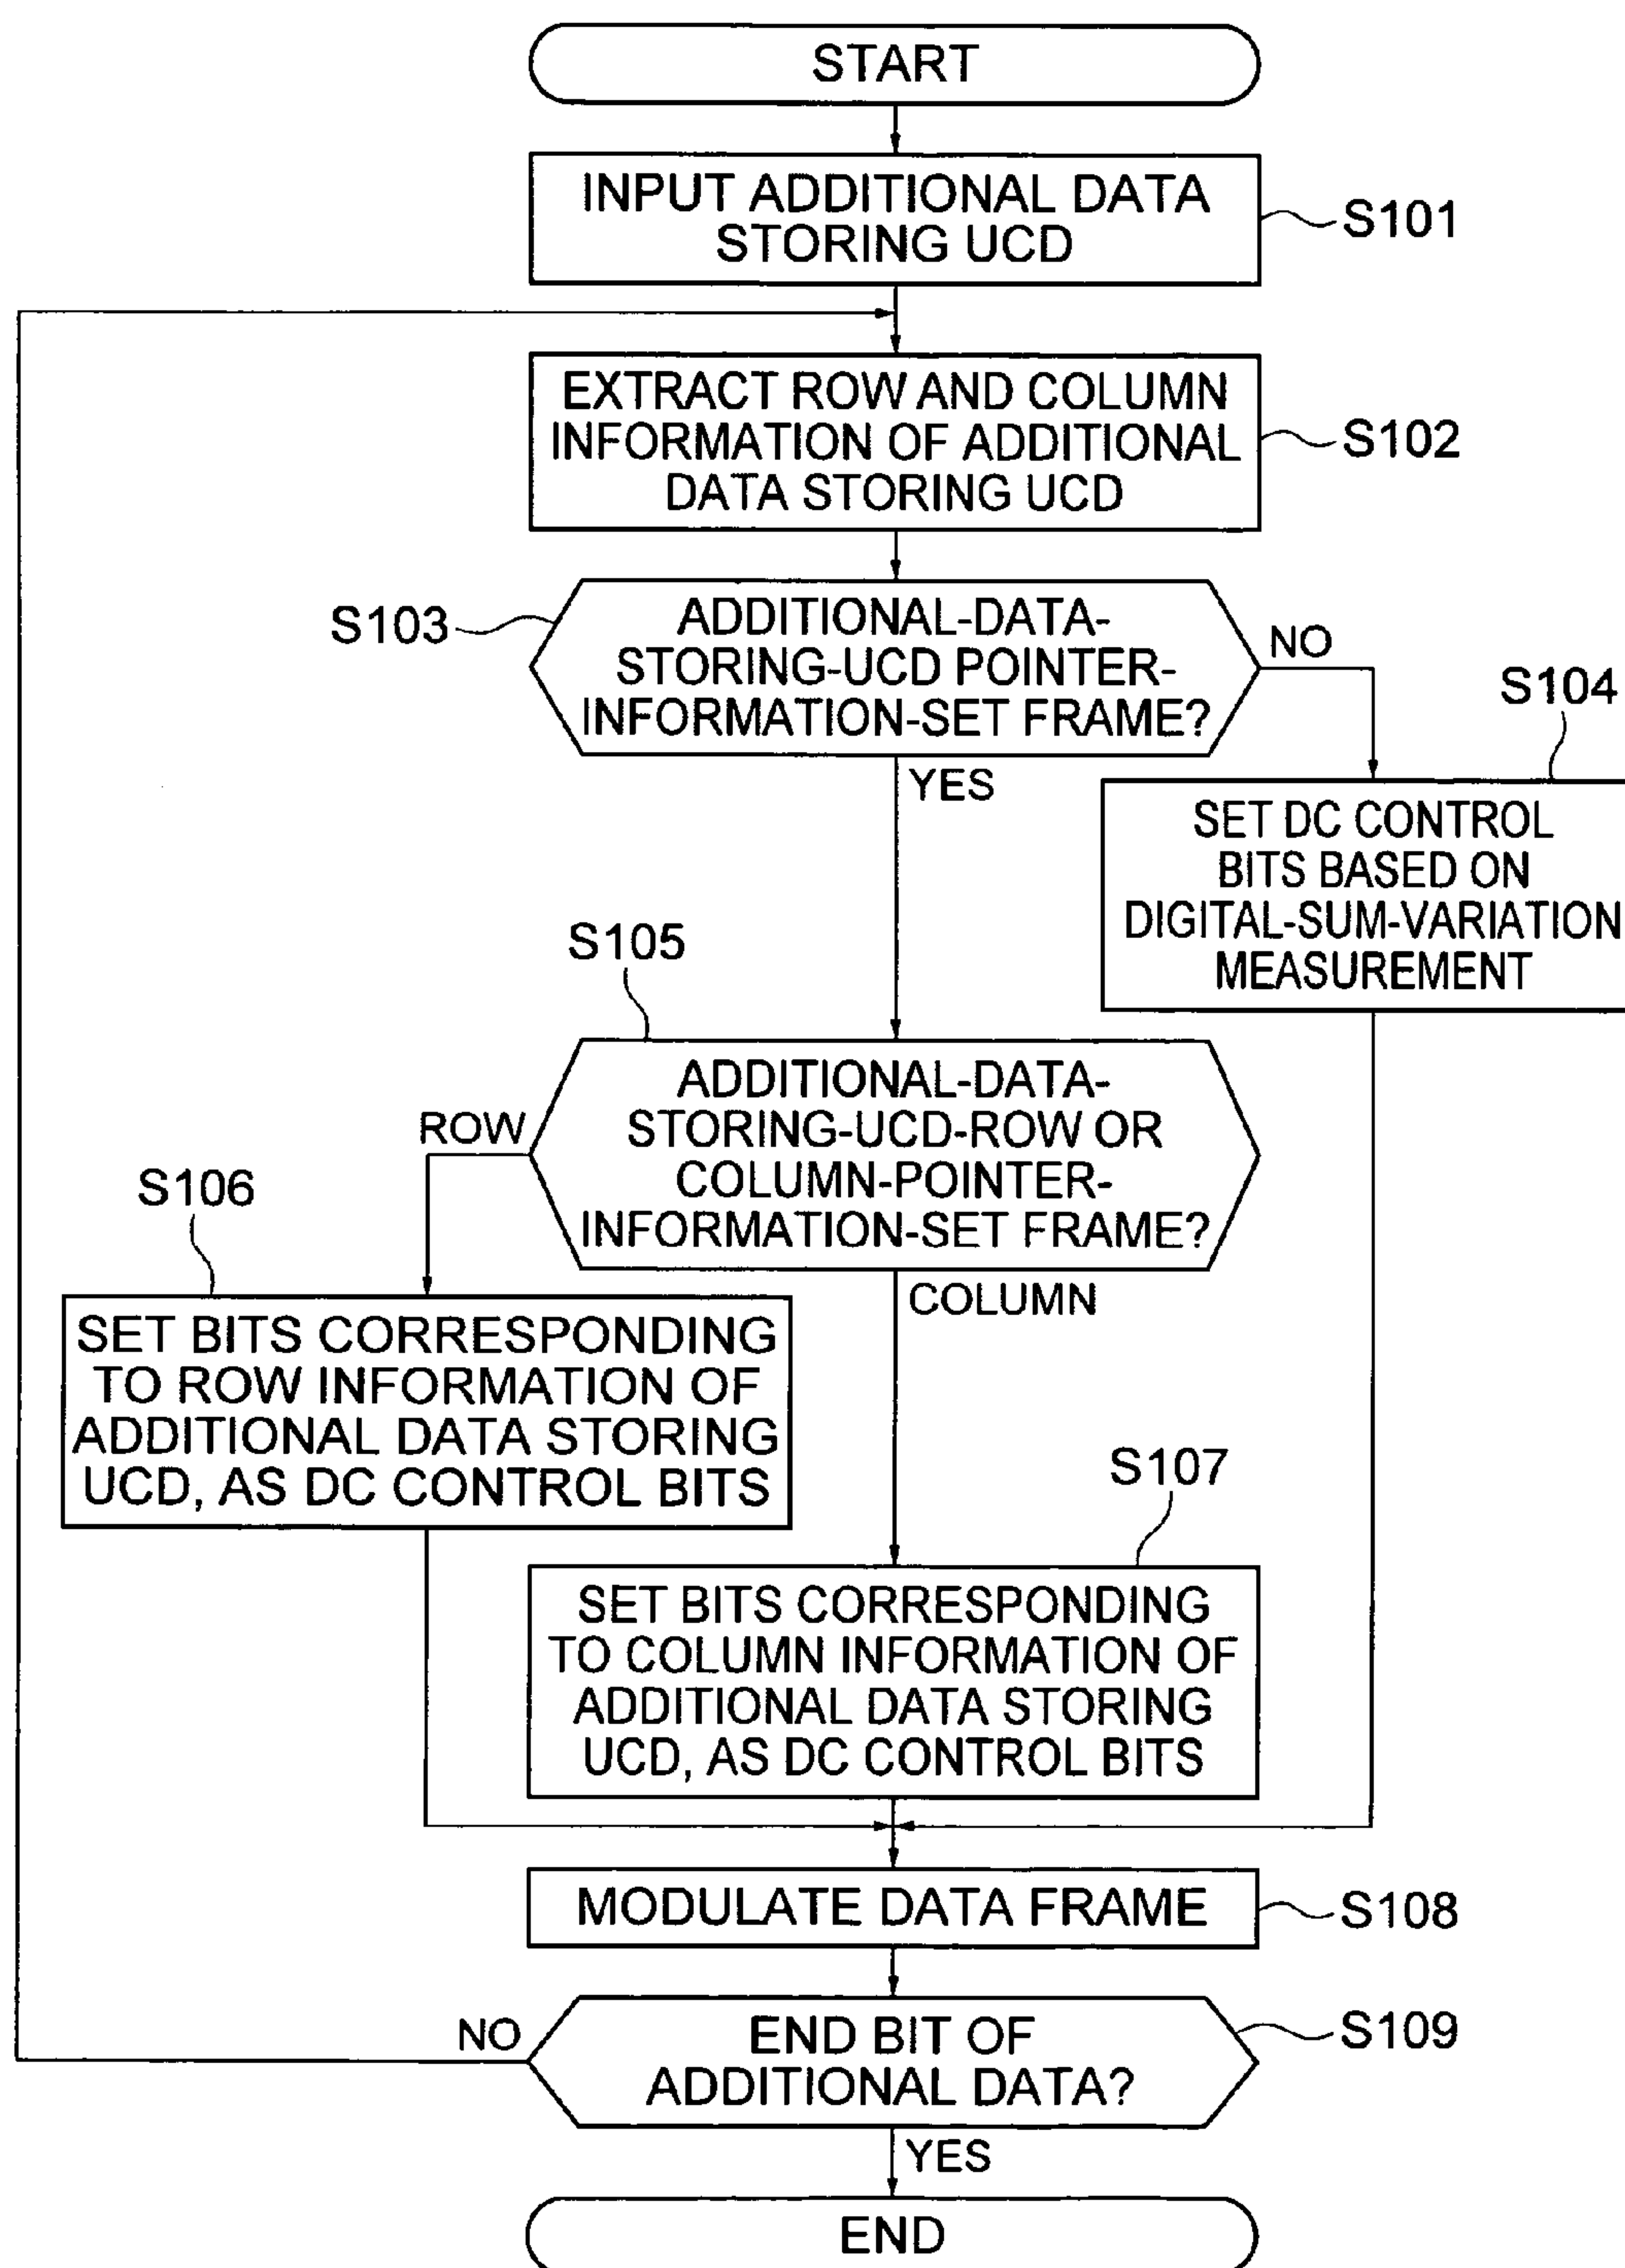 START
INPUT ADDITIONAL DATA
STORING UCD
S101
EXTRACT ROW AND COLUMN
INFORMATION OF ADDITIONAL
DATA STORING UCD
S102
S103
ADDITIONAL-DATA-
STORING-UCD POINTER-
INFORMATION-SET FRAME?
NO
YES
S104
SET DC CONTROL
BITS BASED ON
DIGITAL-SUM-VARIATION
MEASUREMENT
S105
ADDITIONAL-DATA-
STORING-UCD-ROW OR
COLUMN-POINTER-
INFORMATION-SET FRAME?
ROW
COLUMN
S106
SET BITS CORRESPONDING
TO ROW INFORMATION OF
ADDITIONAL DATA STORING
UCD, AS DC CONTROL BITS
S107
SET BITS CORRESPONDING
TO COLUMN INFORMATION OF
ADDITIONAL DATA STORING
UCD, AS DC CONTROL BITS
MODULATE DATA FRAME
S108
END BIT OF
ADDITIONAL DATA?
S109
NO
YES
END